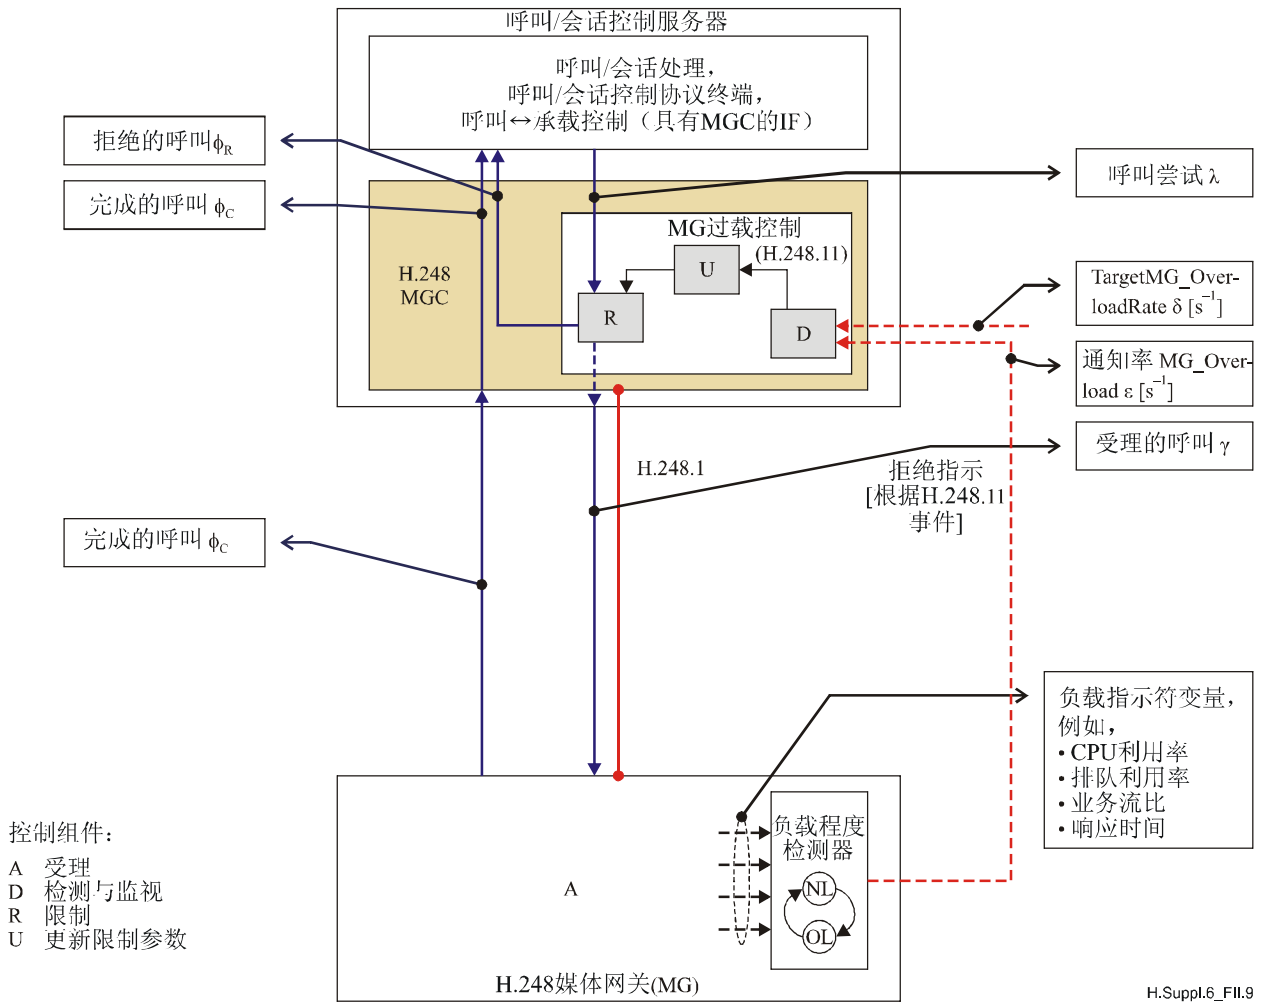 呼叫/会话控制服务器
呼叫/会话处理，
呼叫/会话控制协议终端，
呼叫↔承载控制（具有MGC的IF）
拒绝的呼叫ϕR
完成的呼叫 ϕC
呼叫尝试 λ
MG过载控制
(H.248.11)
H.248
MGC
U
R
D
TargetMG_Over-
loadRate δ [s⁻¹]
通知率 MG_Over-
load ε [s⁻¹]
受理的呼叫 γ
H.248.1
拒绝指示
[根据H.248.11
事件]
完成的呼叫 ϕC
负载指示符变量，
例如，
• CPU利用率
• 排队利用率
• 业务流比
• 响应时间
控制组件：
A 受理
D 检测与监视
R 限制
U 更新限制参数
负载程度
检测器
A
NL
OL
H.248媒体网关(MG)
H.Suppl.6_FII.9